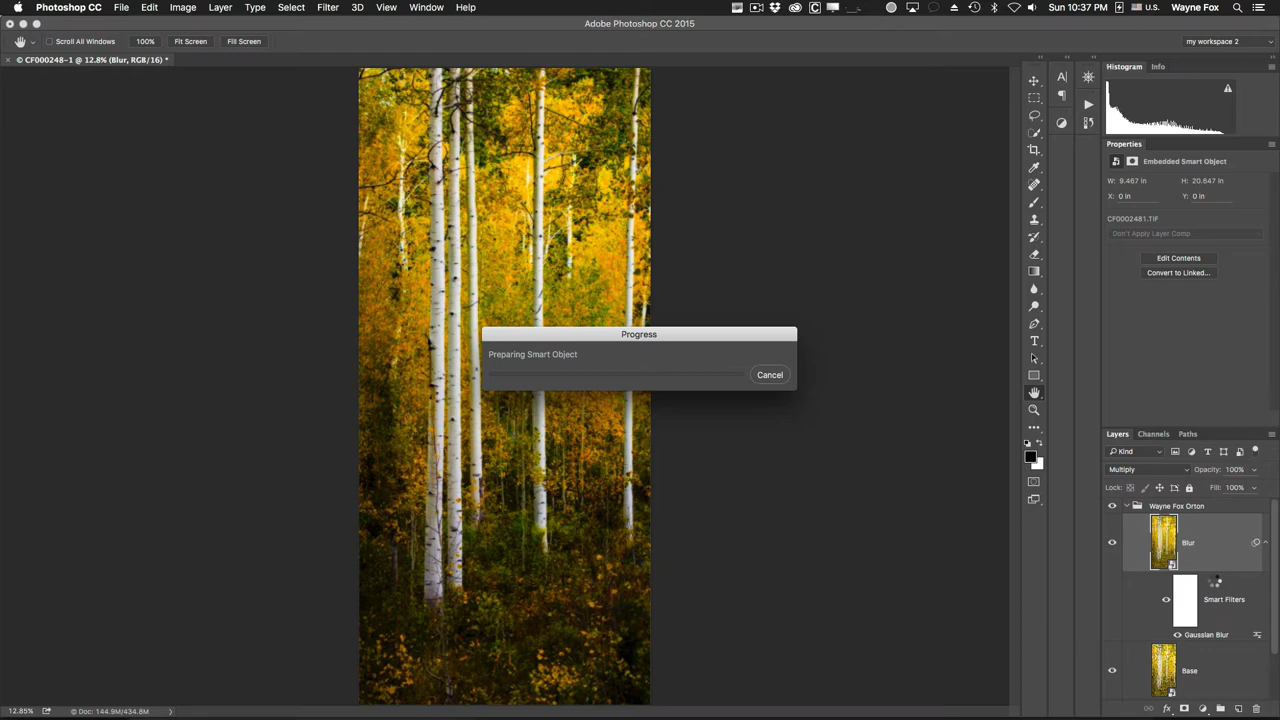 Photoshop File Edit Image Layer Type Select Filter 3D View Window Help
Sun 10:37 PM U.S. Wayne Fox
Adobe Photoshop CC 2015
Scroll All Windows 100% Fit Screen Fill Screen
my workspace 2
© CF000248-1 @ 12.8% (Blur, RGB/16) *
Histogram Info
Properties
Embedded Smart Object
W: 9.467 in H: 20.647 in
X: 0 in Y: 0 in
CF0002481.TIF
Don't Apply Layer Comp
Edit Contents
Convert to Linked...
Progress
Preparing Smart Object
Cancel
Layers Channels Paths
Kind
Multiply Opacity: 100%
Lock: Fill: 100%
Wayne Fox Orton
Blur
Smart Filters
Gaussian Blur
Base
12.85% Doc: 144.9M/434.8M